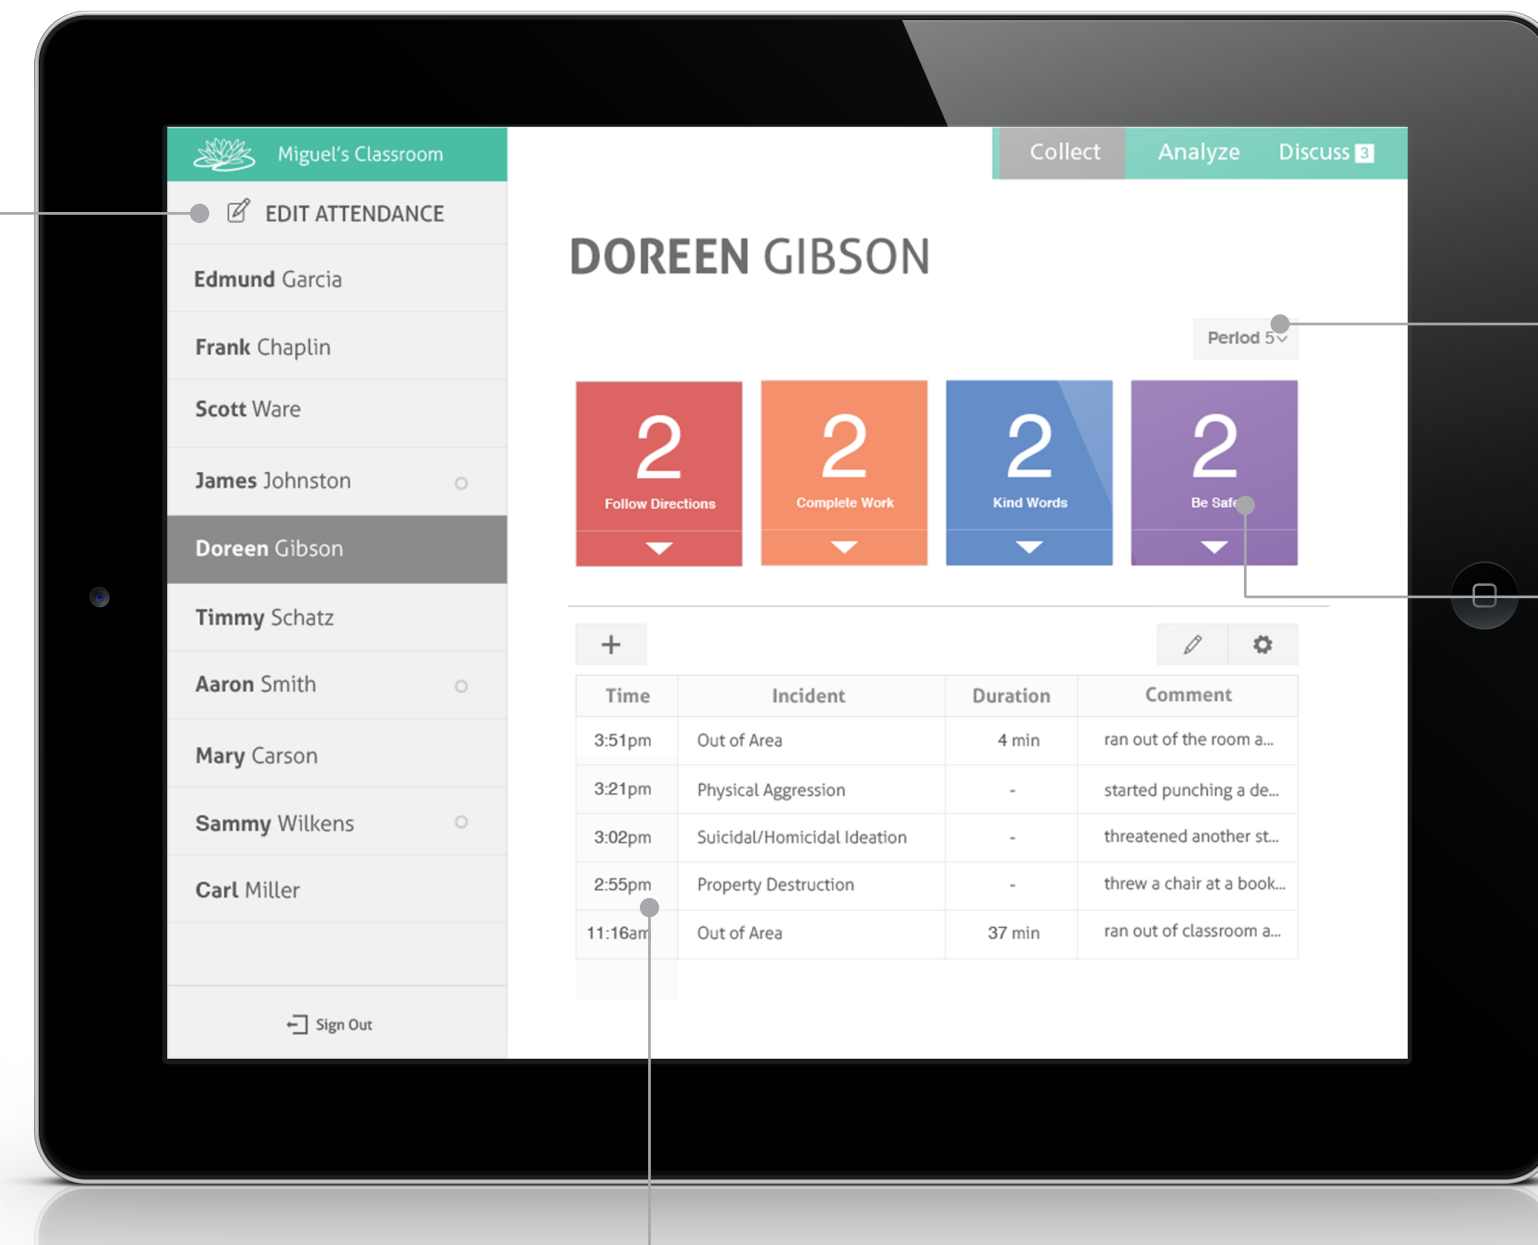 Miguel's Classroom
Collect Analyze Discuss 3
EDIT ATTENDANCE
Edmund Garcia
Frank Chaplin
Scott Ware
James Johnston
Doreen Gibson
Timmy Schatz
Aaron Smith
Mary Carson
Sammy Wilkens
Carl Miller
Sign Out
DOREEN GIBSON
Period 5
2 2 2 2
Follow Directions Complete Work Kind Words Be Safe
Time Incident Duration Comment
3:51pm Out of Area 4 min ran out of the room a...
3:21pm Physical Aggression - started punching a de...
3:02pm Suicidal/Homicidal Ideation - threatened another st...
2:55pm Property Destruction - threw a chair at a book...
11:16am Out of Area 37 min ran out of classroom a...